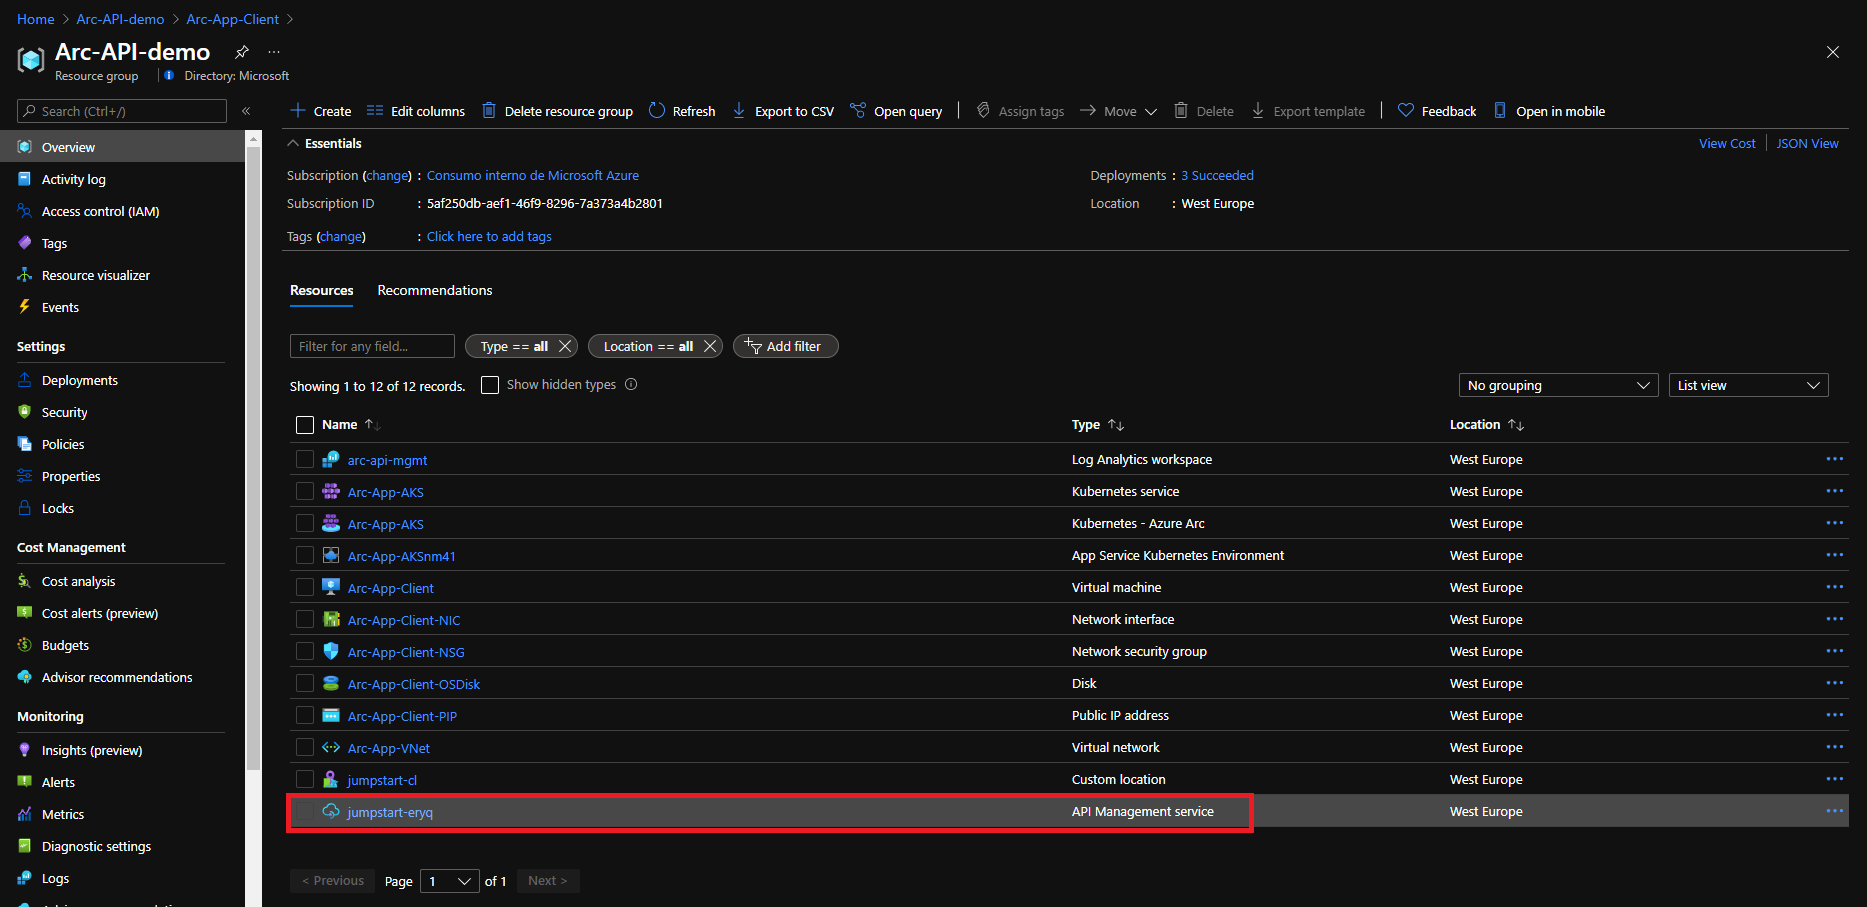 Home > Arc-API-demo > Arc-App-Client >
Arc-API-demo
Resource group
Directory: Microsoft
Search (Ctrl+/)
Overview
Activity log
Access control (IAM)
Tags
Resource visualizer
Events
Settings
Deployments
Security
Policies
Properties
Locks
Cost Management
Cost analysis
Cost alerts (preview)
Budgets
Advisor recommendations
Monitoring
Insights (preview)
Alerts
Metrics
Diagnostic settings
Logs
Create Edit columns Delete resource group Refresh Export to CSV Open query Assign tags Move Delete Export template Feedback Open in mobile
Essentials
View Cost JSON View
Subscription (change) : Consumo interno de Microsoft Azure
Subscription ID : 5af250db-aef1-46f9-8296-7a373a4b2801
Tags (change) : Click here to add tags
Deployments : 3 Succeeded
Location : West Europe
Resources Recommendations
Filter for any field... Type == all Location == all Add filter
Showing 1 to 12 of 12 records. Show hidden types No grouping List view
Name Type Location
arc-api-mgmt Log Analytics workspace West Europe
Arc-App-AKS Kubernetes service West Europe
Arc-App-AKS Kubernetes - Azure Arc West Europe
Arc-App-AKSnm41 App Service Kubernetes Environment West Europe
Arc-App-Client Virtual machine West Europe
Arc-App-Client-NIC Network interface West Europe
Arc-App-Client-NSG Network security group West Europe
Arc-App-Client-OSDisk Disk West Europe
Arc-App-Client-PIP Public IP address West Europe
Arc-App-VNet Virtual network West Europe
jumpstart-cl Custom location West Europe
jumpstart-eryq API Management service West Europe
< Previous Page 1 of 1 Next >